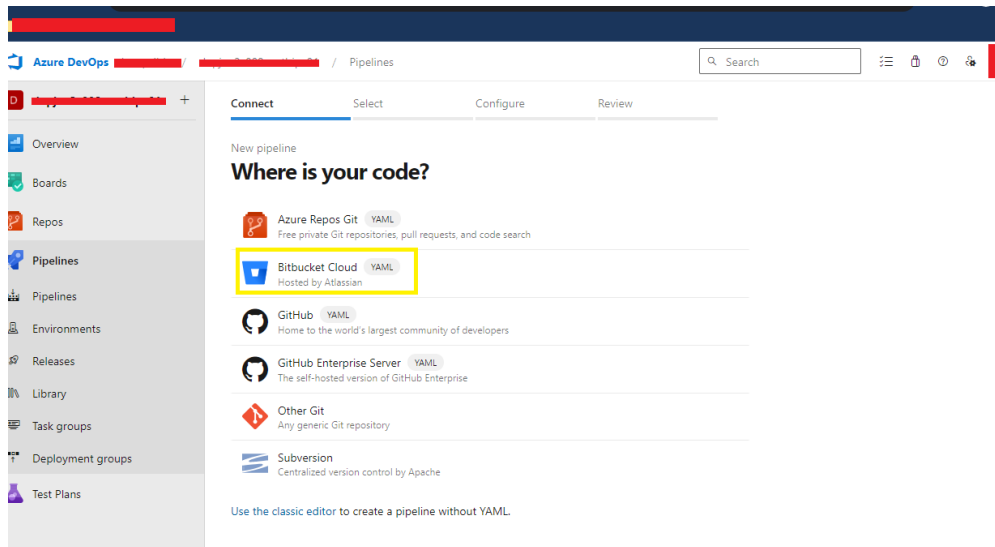 Azure DevOps / / Pipelines
Search
D +
Connect Select Configure Review
Overview
Boards
Repos
Pipelines
Pipelines
Environments
Releases
Library
Task groups
Deployment groups
Test Plans
New pipeline
Where is your code?
Azure Repos Git YAML
Free private Git repositories, pull requests, and code search
Bitbucket Cloud YAML
Hosted by Atlassian
GitHub YAML
Home to the world's largest community of developers
GitHub Enterprise Server YAML
The self-hosted version of GitHub Enterprise
Other Git
Any generic Git repository
Subversion
Centralized version control by Apache
Use the classic editor to create a pipeline without YAML.